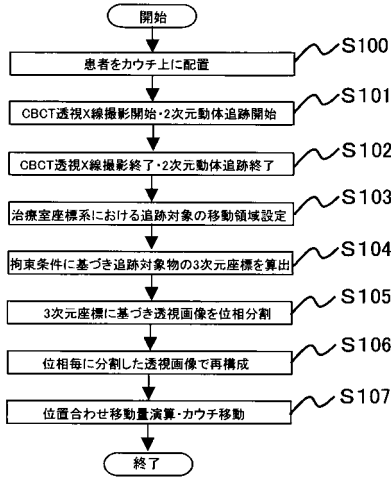 開始
患者をカウチ上に配置
S100
CBCT透視X線撮影開始・2次元動体追跡開始
S101
CBCT透視X線撮影終了・2次元動体追跡終了
S102
治療室座標系における追跡対象の移動領域設定
S103
拘束条件に基づき追跡対象物の3次元座標を算出
S104
3次元座標に基づき透視画像を位相分割
S105
位相毎に分割した透視画像で再構成
S106
位置合わせ移動量演算・カウチ移動
S107
終了